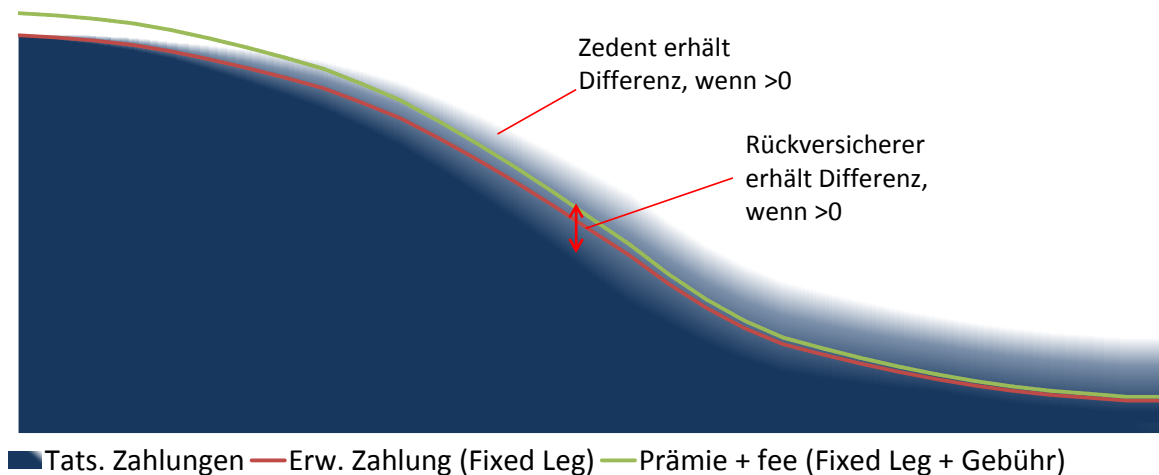 Zedent erhält
Differenz, wenn >0
Rückversicherer
erhält Differenz,
wenn >0
Tats. Zahlungen Erw. Zahlung (Fixed Leg) Prämie + fee (Fixed Leg + Gebühr)